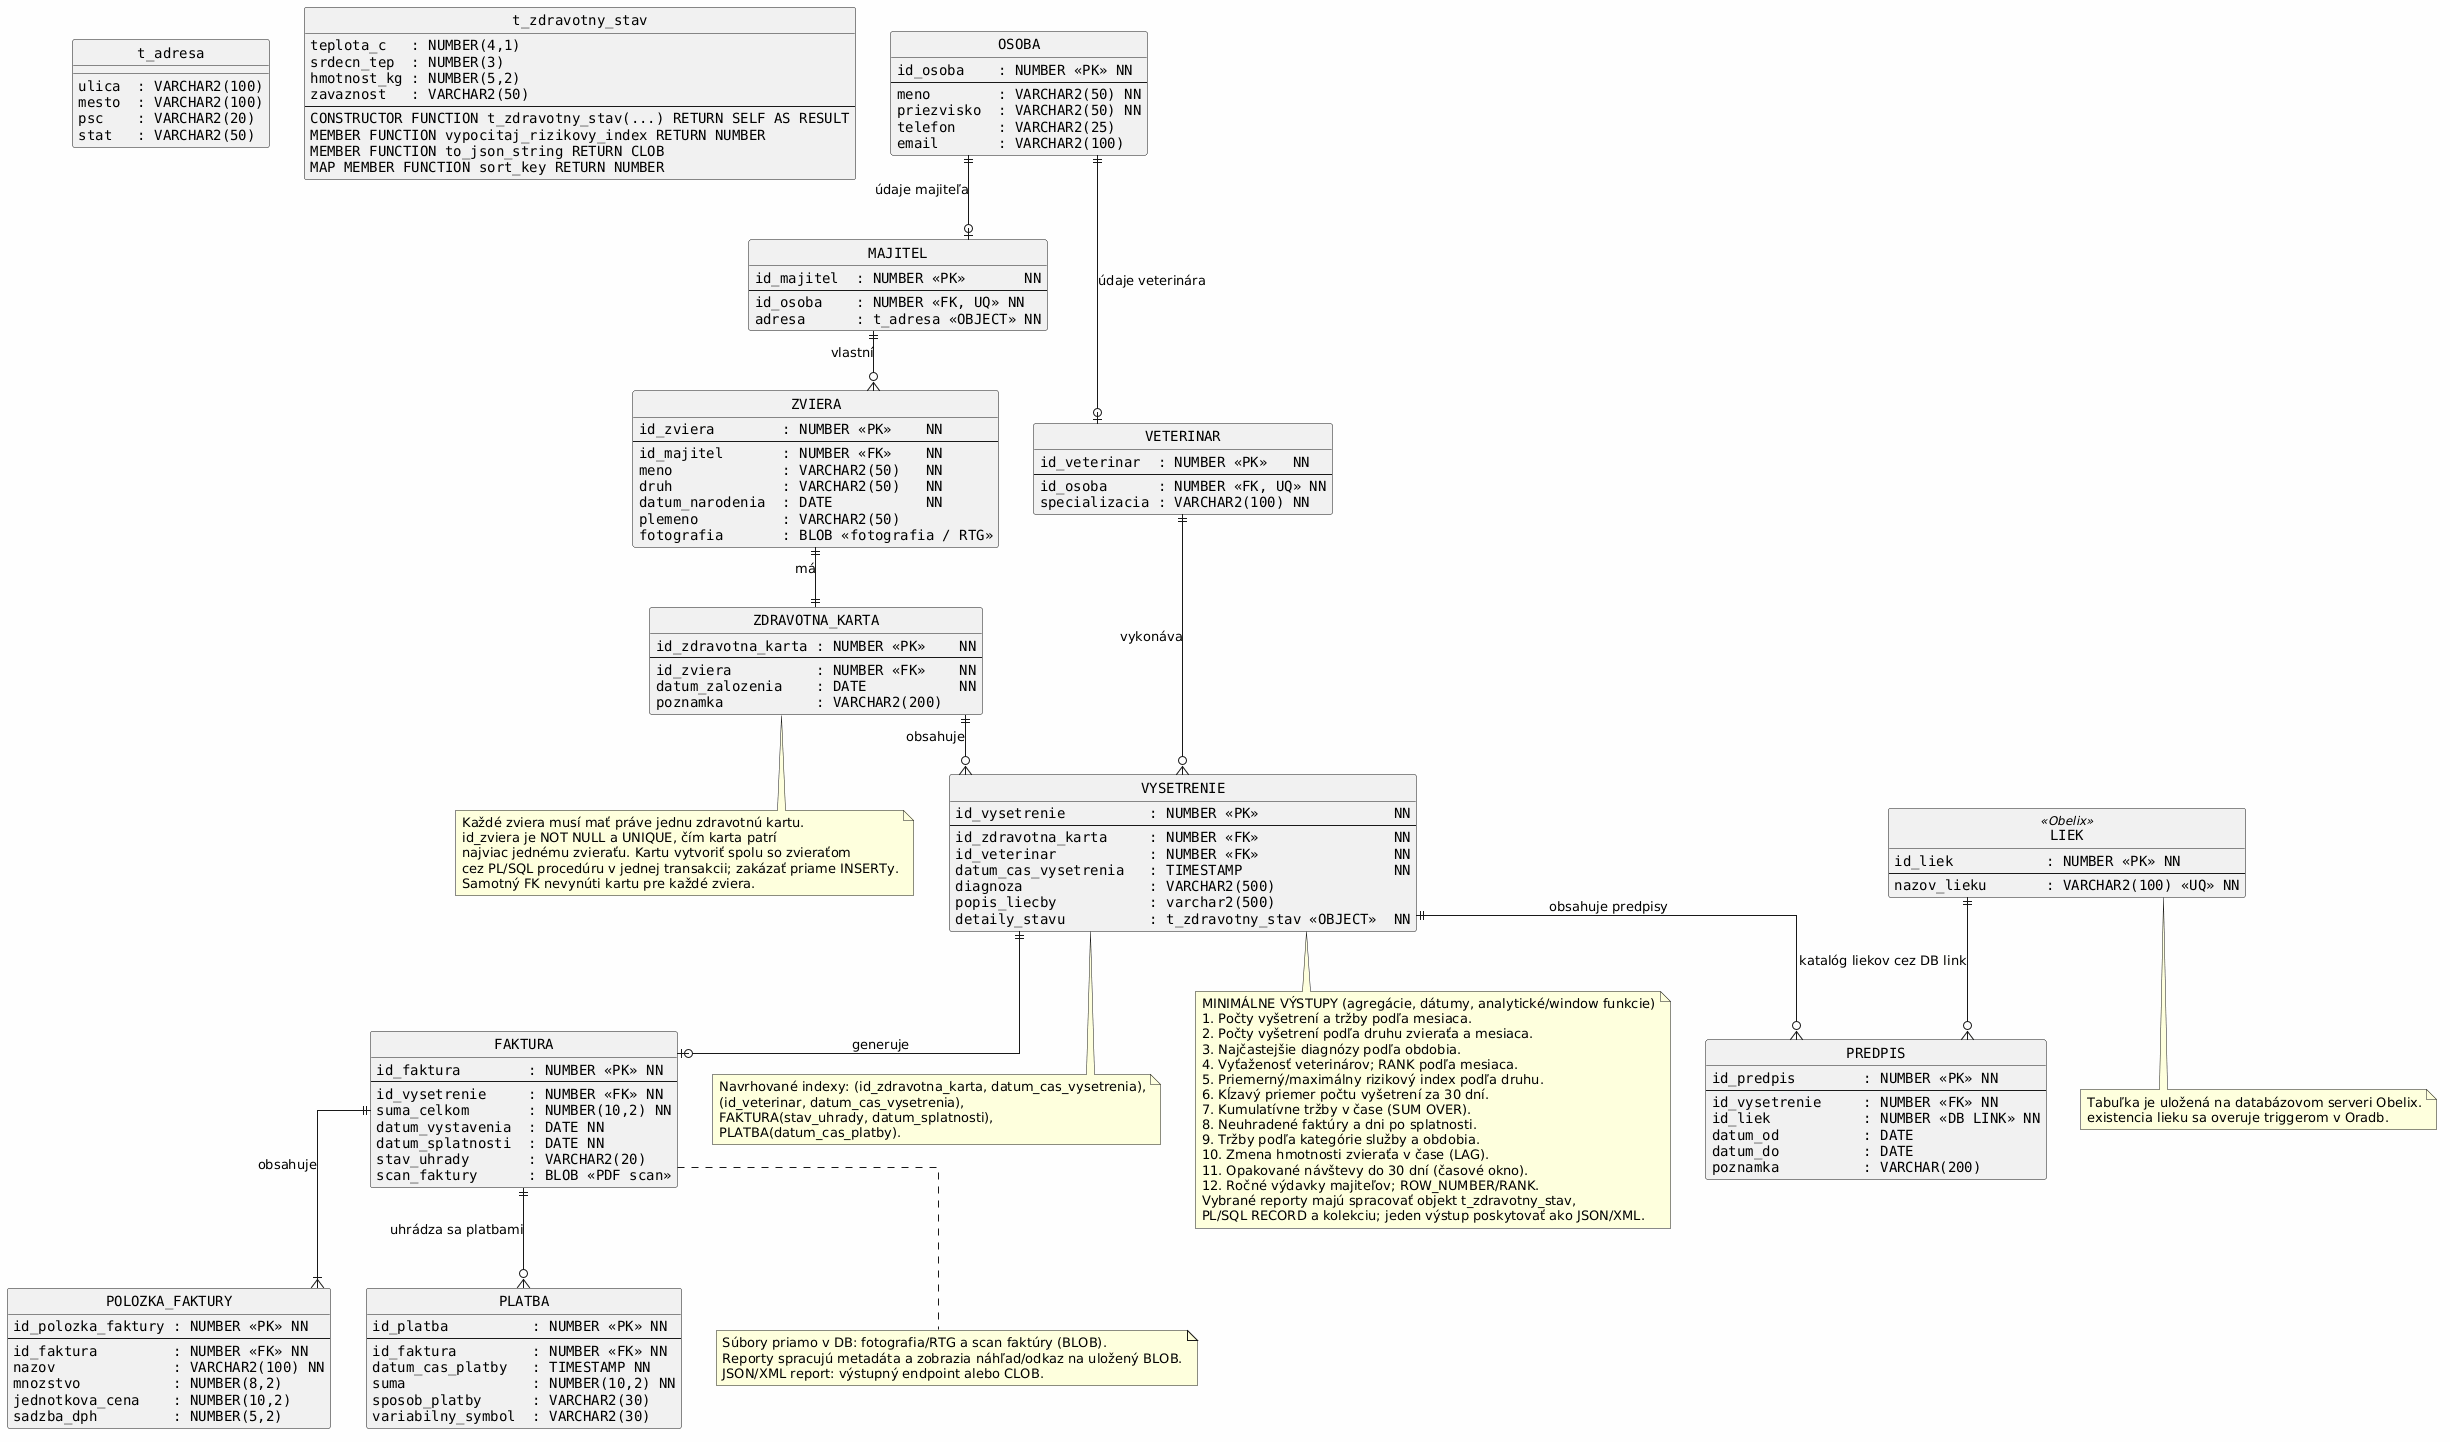 t_adresa
ulica  : VARCHAR2(100)
mesto  : VARCHAR2(100)
psc    : VARCHAR2(20)
stat   : VARCHAR2(50)
t_zdravotny_stav
teplota_c   : NUMBER(4,1)
srdecn_tep  : NUMBER(3)
hmotnost_kg : NUMBER(5,2)
zavaznost   : VARCHAR2(50)
CONSTRUCTOR FUNCTION t_zdravotny_stav(...) RETURN SELF AS RESULT
MEMBER FUNCTION vypocitaj_rizikovy_index RETURN NUMBER
MEMBER FUNCTION to_json_string RETURN CLOB
MAP MEMBER FUNCTION sort_key RETURN NUMBER
OSOBA
id_osoba    : NUMBER «PK» NN
meno        : VARCHAR2(50) NN
priezvisko  : VARCHAR2(50) NN
telefon     : VARCHAR2(25)
email       : VARCHAR2(100)
údaje majiteľa
údaje veterinára
MAJITEL
id_majitel  : NUMBER «PK»       NN
id_osoba    : NUMBER «FK, UQ» NN
adresa      : t_adresa «OBJECT» NN
vlastní
ZVIERA
id_zviera        : NUMBER «PK»    NN
id_majitel       : NUMBER «FK»    NN
meno             : VARCHAR2(50)   NN
druh             : VARCHAR2(50)   NN
datum_narodenia  : DATE           NN
plemeno          : VARCHAR2(50)
fotografia       : BLOB «fotografia / RTG»
VETERINAR
id_veterinar  : NUMBER «PK»   NN
id_osoba      : NUMBER «FK, UQ» NN
specializacia : VARCHAR2(100) NN
má
vykonáva
ZDRAVOTNA_KARTA
id_zdravotna_karta : NUMBER «PK»    NN
id_zviera          : NUMBER «FK»    NN
datum_zalozenia    : DATE           NN
poznamka           : VARCHAR2(200)
obsahuje
Každé zviera musí mať práve jednu zdravotnú kartu.
id_zviera je NOT NULL a UNIQUE, čím karta patrí
najviac jednému zvieraťu. Kartu vytvoriť spolu so zvieraťom
cez PL/SQL procedúru v jednej transakcii; zakázať priame INSERTy.
Samotný FK nevynúti kartu pre každé zviera.
VYSETRENIE
id_vysetrenie          : NUMBER «PK»                NN
id_zdravotna_karta     : NUMBER «FK»                NN
id_veterinar           : NUMBER «FK»                NN
datum_cas_vysetrenia   : TIMESTAMP                  NN
diagnoza               : VARCHAR2(500)
popis_liecby           : varchar2(500)
detaily_stavu          : t_zdravotny_stav «OBJECT»  NN
«Obelix»
LIEK
id_liek           : NUMBER «PK» NN
nazov_lieku       : VARCHAR2(100) «UQ» NN
obsahuje predpisy
katalóg liekov cez DB link
generuje
FAKTURA
id_faktura        : NUMBER «PK» NN
id_vysetrenie     : NUMBER «FK» NN
suma_celkom       : NUMBER(10,2) NN
datum_vystavenia  : DATE NN
datum_splatnosti  : DATE NN
stav_uhrady       : VARCHAR2(20)
scan_faktury      : BLOB «PDF scan»
Navrhované indexy: (id_zdravotna_karta, datum_cas_vysetrenia),
(id_veterinar, datum_cas_vysetrenia),
FAKTURA(stav_uhrady, datum_splatnosti),
PLATBA(datum_cas_platby).
MINIMÁLNE VÝSTUPY (agregácie, dátumy, analytické/window funkcie)
1. Počty vyšetrení a tržby podľa mesiaca.
2. Počty vyšetrení podľa druhu zvieraťa a mesiaca.
3. Najčastejšie diagnózy podľa obdobia.
4. Vyťaženosť veterinárov; RANK podľa mesiaca.
5. Priemerný/maximálny rizikový index podľa druhu.
6. Kĺzavý priemer počtu vyšetrení za 30 dní.
7. Kumulatívne tržby v čase (SUM OVER).
8. Neuhradené faktúry a dni po splatnosti.
9. Tržby podľa kategórie služby a obdobia.
10. Zmena hmotnosti zvieraťa v čase (LAG).
11. Opakované návštevy do 30 dní (časové okno).
12. Ročné výdavky majiteľov; ROW_NUMBER/RANK.
Vybrané reporty majú spracovať objekt t_zdravotny_stav,
PL/SQL RECORD a kolekciu; jeden výstup poskytovať ako JSON/XML.
PREDPIS
id_predpis        : NUMBER «PK» NN
id_vysetrenie     : NUMBER «FK» NN
id_liek           : NUMBER «DB LINK» NN
datum_od          : DATE
datum_do          : DATE
poznamka          : VARCHAR(200)
Tabuľka je uložená na databázovom serveri Obelix.
existencia lieku sa overuje triggerom v Oradb.
obsahuje
uhrádza sa platbami
POLOZKA_FAKTURY
id_polozka_faktury : NUMBER «PK» NN
id_faktura         : NUMBER «FK» NN
nazov              : VARCHAR2(100) NN
mnozstvo           : NUMBER(8,2)
jednotkova_cena    : NUMBER(10,2)
sadzba_dph         : NUMBER(5,2)
PLATBA
id_platba          : NUMBER «PK» NN
id_faktura         : NUMBER «FK» NN
datum_cas_platby   : TIMESTAMP NN
suma               : NUMBER(10,2) NN
sposob_platby      : VARCHAR2(30)
variabilny_symbol  : VARCHAR2(30)
Súbory priamo v DB: fotografia/RTG a scan faktúry (BLOB).
Reporty spracujú metadáta a zobrazia náhľad/odkaz na uložený BLOB.
JSON/XML report: výstupný endpoint alebo CLOB.